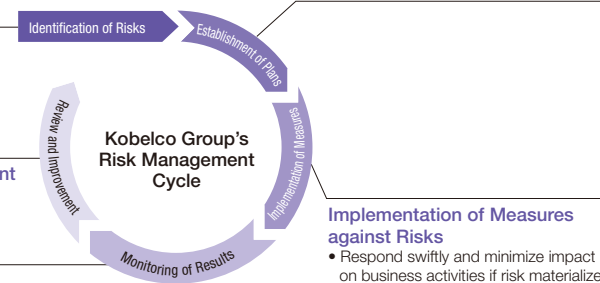 Identification of Risks
Establishment of Plans
Implementation of Measures
Monitoring of Results
Review and Improvement
Kobelco Group's
Risk Management
Cycle
nt
Implementation of Measures
against Risks
• Respond swiftly and minimize impact
on business activities if risk materialize